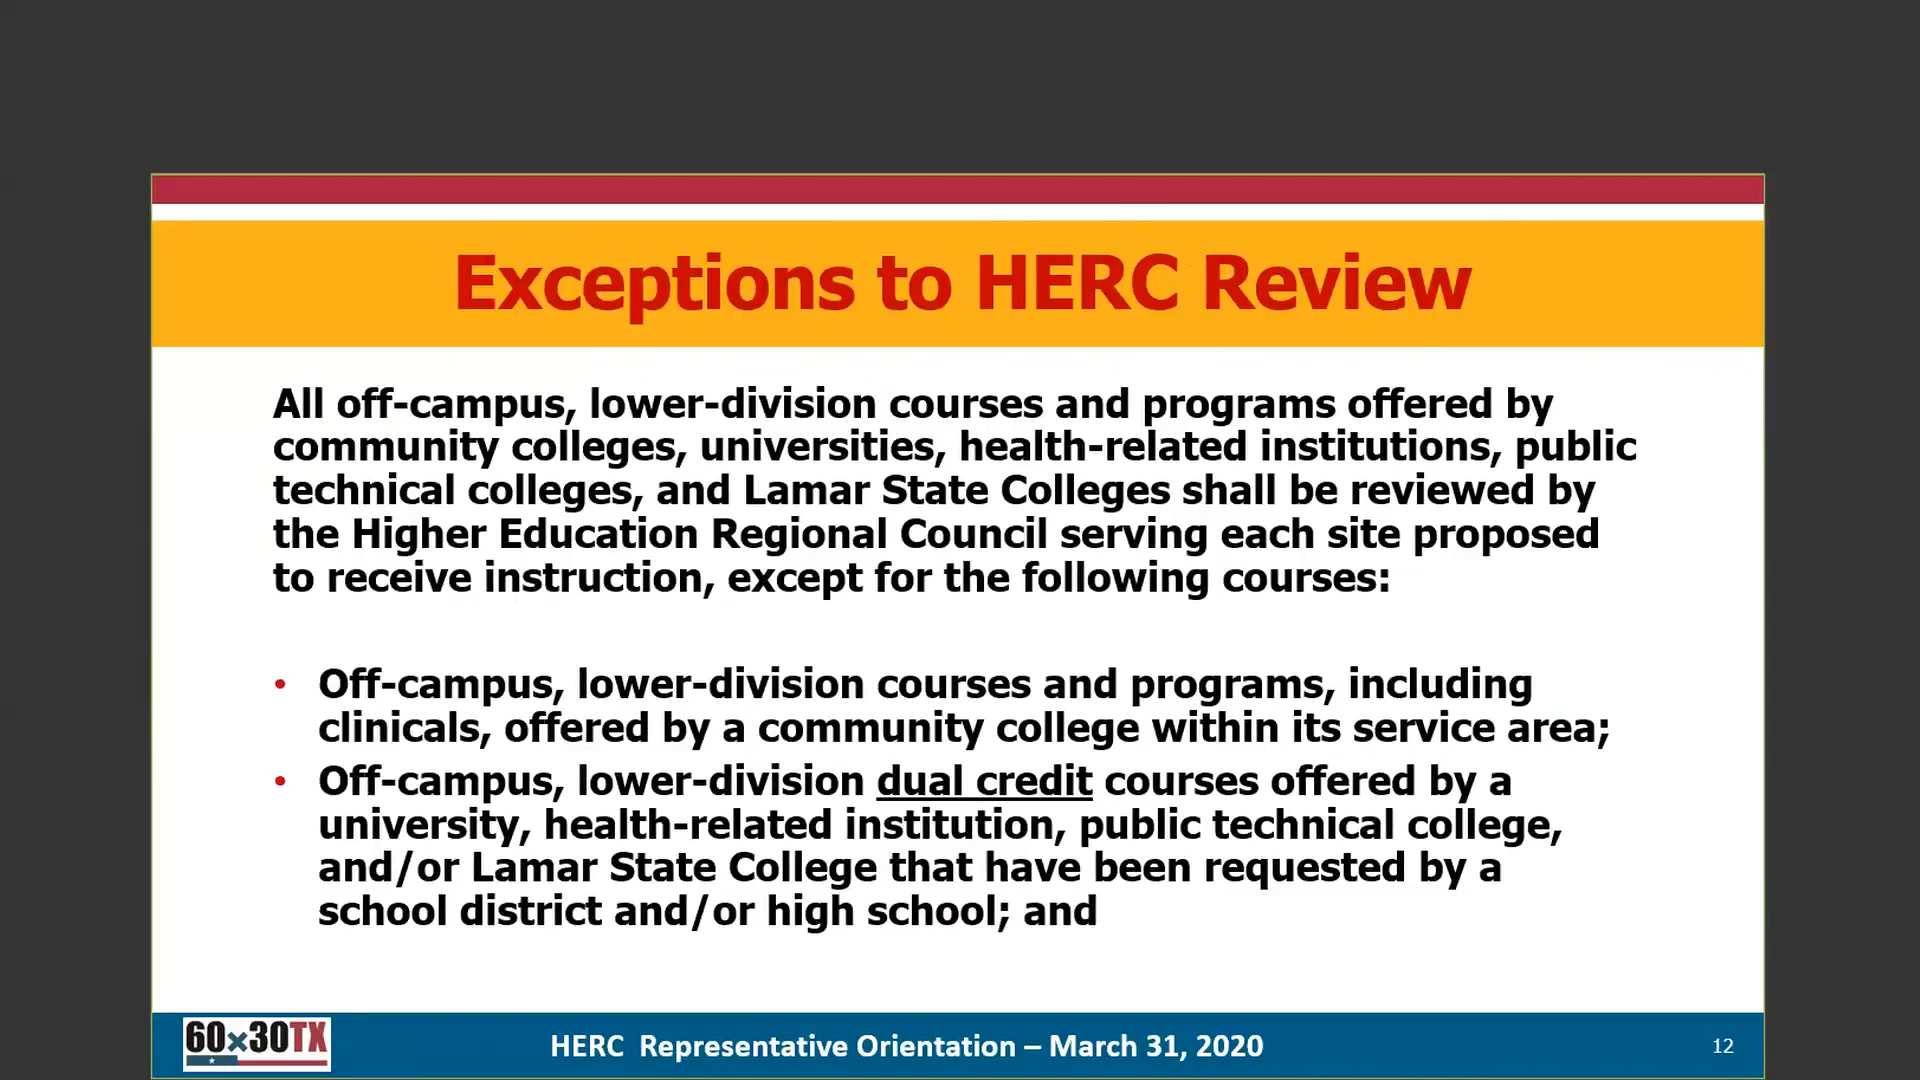 Exceptions to HERC Review
All off-campus, lower-division courses and programs offered by
community colleges, universities, health-related institutions, public
technical colleges, and Lamar State Colleges shall be reviewed by
the Higher Education Regional Council serving each site proposed
to receive instruction, except for the following courses:
• Off-campus, lower-division courses and programs, including
clinicals, offered by a community college within its service area;
• Off-campus, lower-division dual credit courses offered by a
university, health-related institution, public technical college,
and/or Lamar State College that have been requested by a
school district and/or high school; and
60x30TX
HERC Representative Orientation – March 31, 2020
12